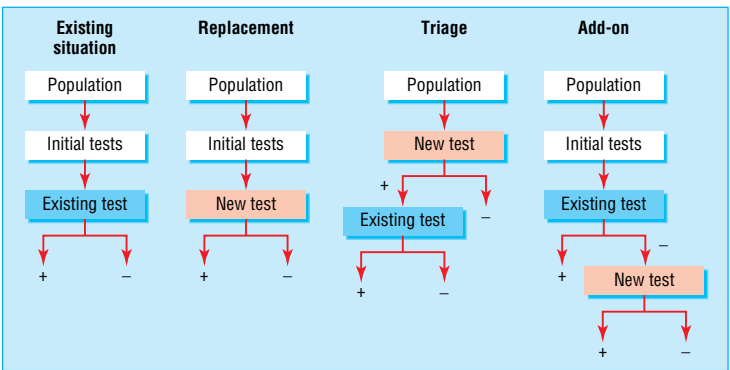 Existing
situation
Population
Initial tests
Existing test
+
–
Replacement
Population
Initial tests
New test
+
–
Triage
Population
New test
+
–
Existing test
+
–
Add-on
Population
Initial tests
Existing test
+
–
New test
+
–